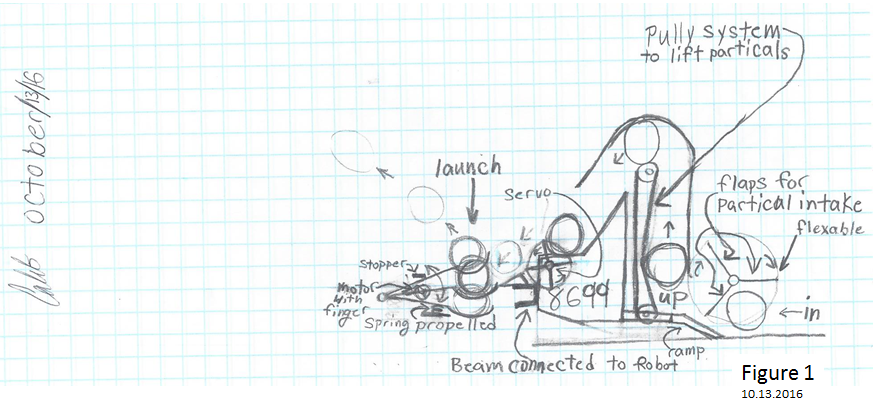 Pully system
to lift particals
Calib October/13/16
launch
Servo
flaps for
Partical intake
flexable
Stopper
motor
with
finger
Spring propelled
8699
up
in
ramp
Beam connected to Robot
Figure 1
10.13.2016